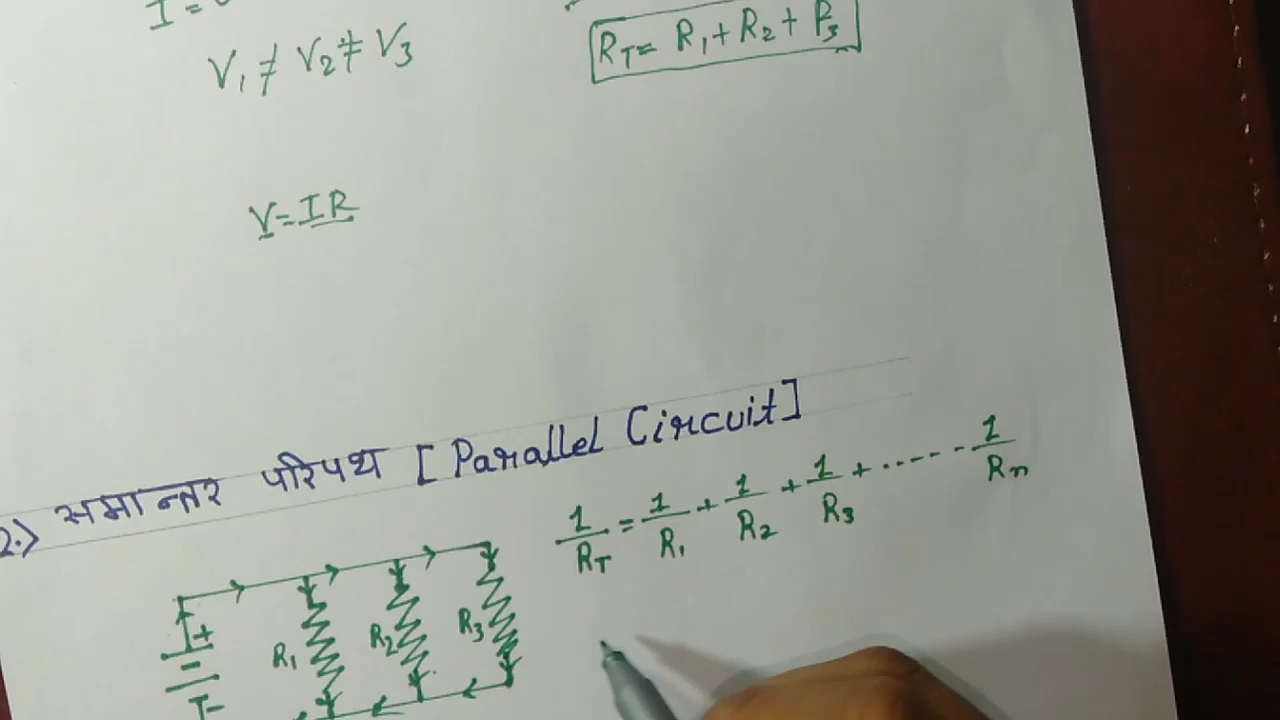 I =
V₁ ≠ V₂ ≠ V₃
R_T = R₁ + R₂ + R₃
V = IR
2.) समान्तर परिपथ [Parallel Circuit]
1/R_T = 1/R₁ + 1/R₂ + 1/R₃ + ...... 1/Rₙ
+
-
-
R₁
R₂
R₃